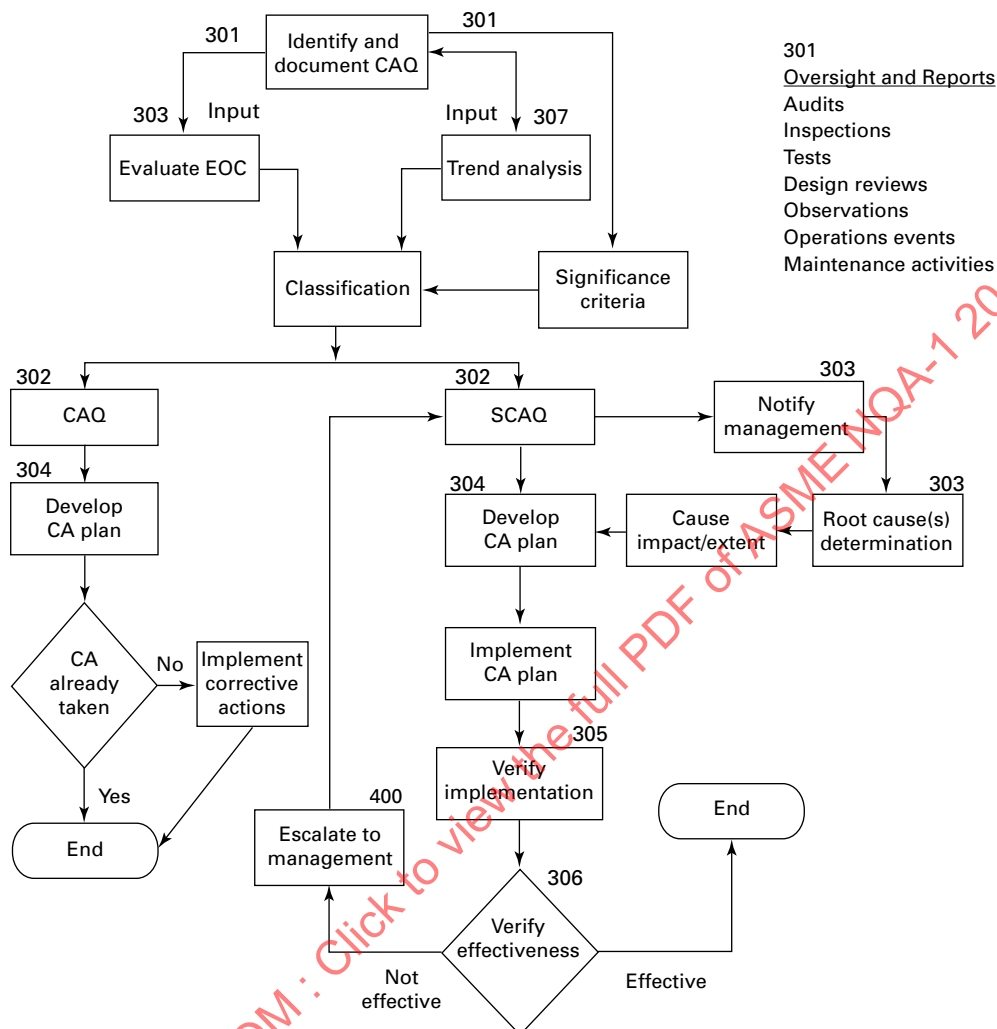 301
Identify and
document CAQ
301
301
Oversight and Reports
Audits
Inspections
Tests
Design reviews
Observations
Operations events
Maintenance activities
303
Input
Evaluate EOC
Input
307
Trend analysis
Classification
Significance
criteria
302
CAQ
302
SCAQ
303
Notify
management
304
Develop
CA plan
304
Develop
CA plan
Cause
impact/extent
303
Root cause(s)
determination
CA
already
taken
No
Implement
corrective
actions
Yes
End
Implement
CA plan
305
Verify
implementation
400
Escalate to
management
306
Verify
effectiveness
Not
effective
Effective
End
OM : Click to view the full PDF of ASME NQA-1 20